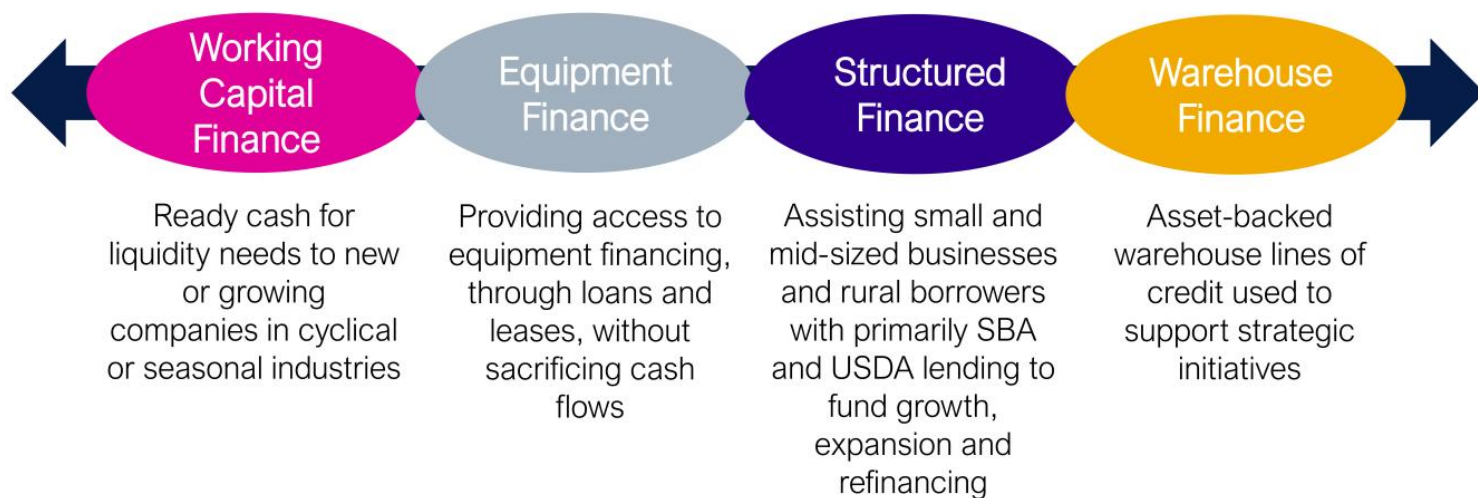 Working
Capital
Finance
Equipment
Finance
Structured
Finance
Warehouse
Finance
Ready cash for
liquidity needs to new
or growing
companies in cyclical
or seasonal industries
Providing access to
equipment financing,
through loans and
leases, without
sacrificing cash
flows
Assisting small and
mid-sized businesses
and rural borrowers
with primarily SBA
and USDA lending to
fund growth,
expansion and
refinancing
Asset-backed
warehouse lines of
credit used to
support strategic
initiatives